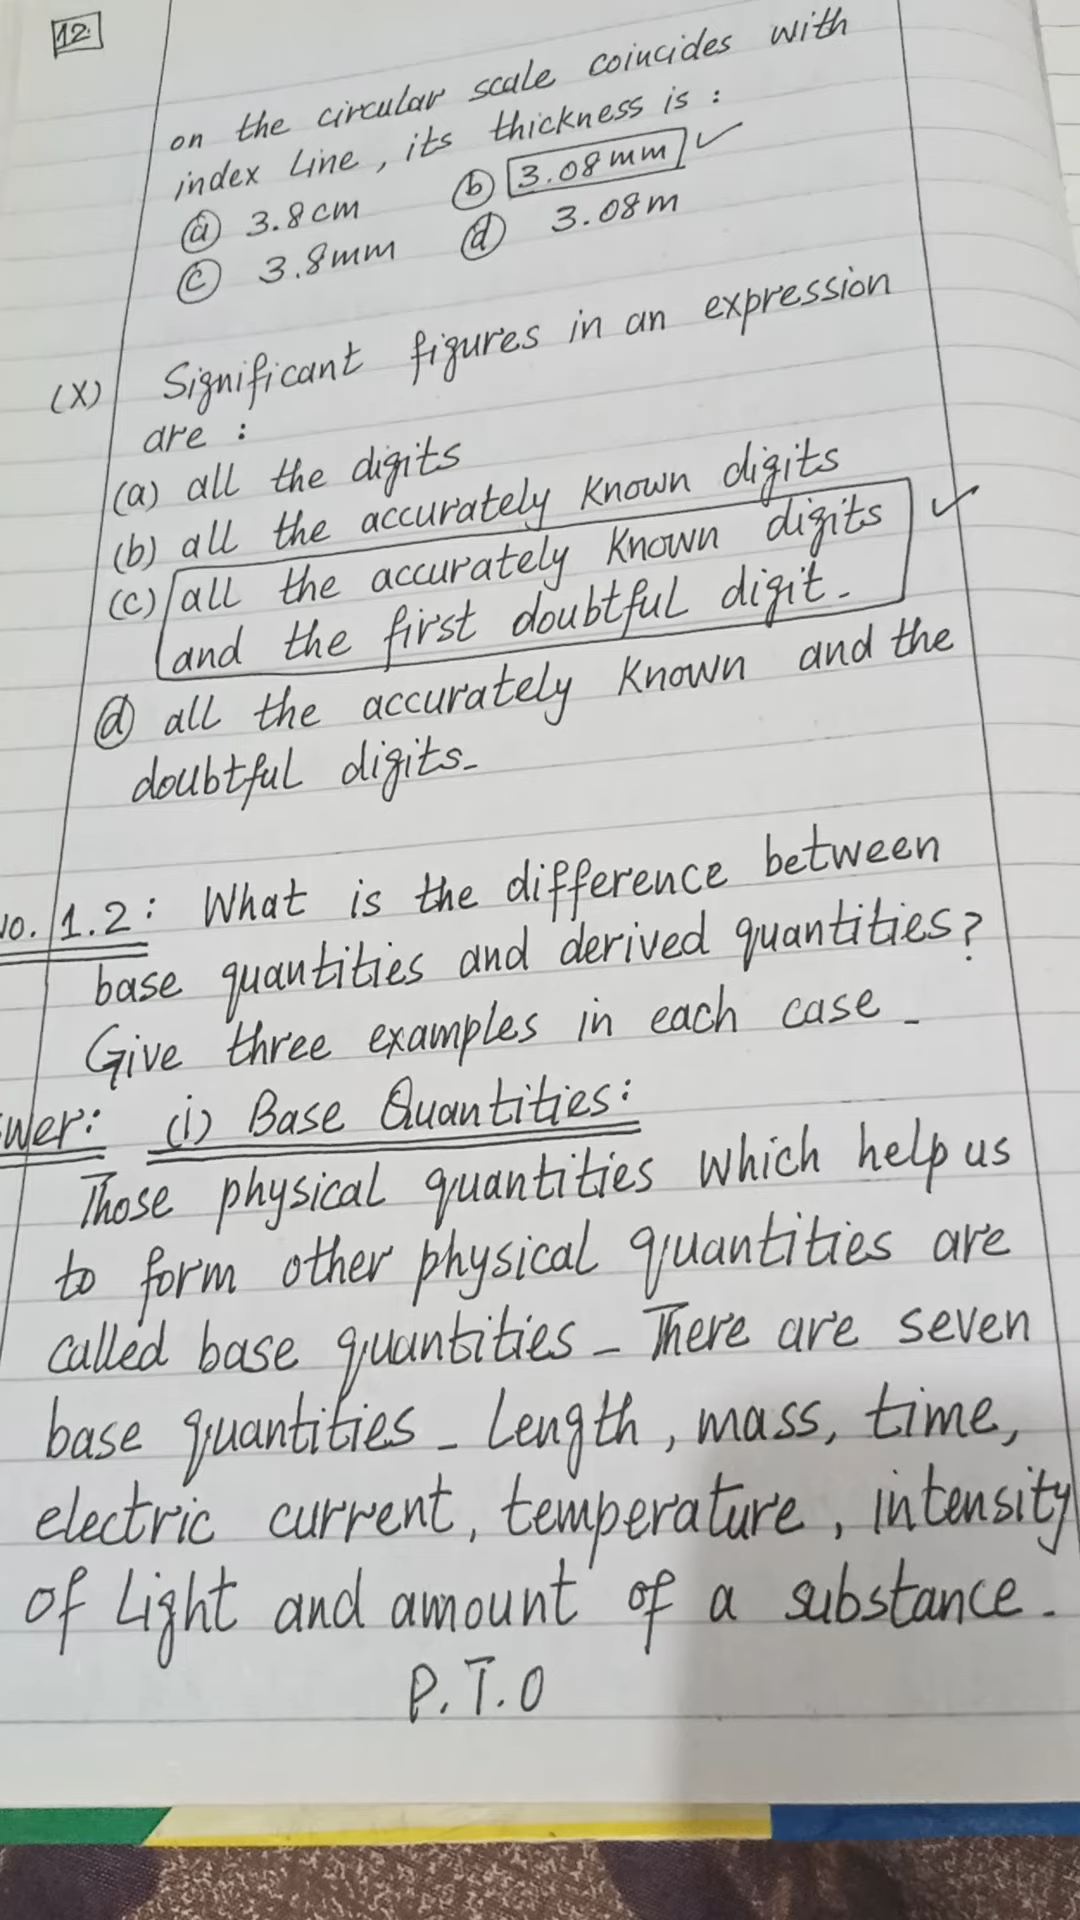 12.
on the circular scale coincides with
index line, its thickness is :
(a) 3.8cm (b) 3.08mm ✓
(c) 3.8mm (d) 3.08m
(X) Significant figures in an expression
are :
(a) all the digits
(b) all the accurately known digits
(c) all the accurately known digits ✓
and the first doubtful digit.
(d) all the accurately known and the
doubtful digits.
No. 1.2: What is the difference between
base quantities and derived quantities?
Give three examples in each case.
wer: (i) Base Quantities:
Those physical quantities which help us
to form other physical quantities are
called base quantities. There are seven
base quantities. Length, mass, time,
electric current, temperature, intensity
of light and amount of a substance.
P.T.O